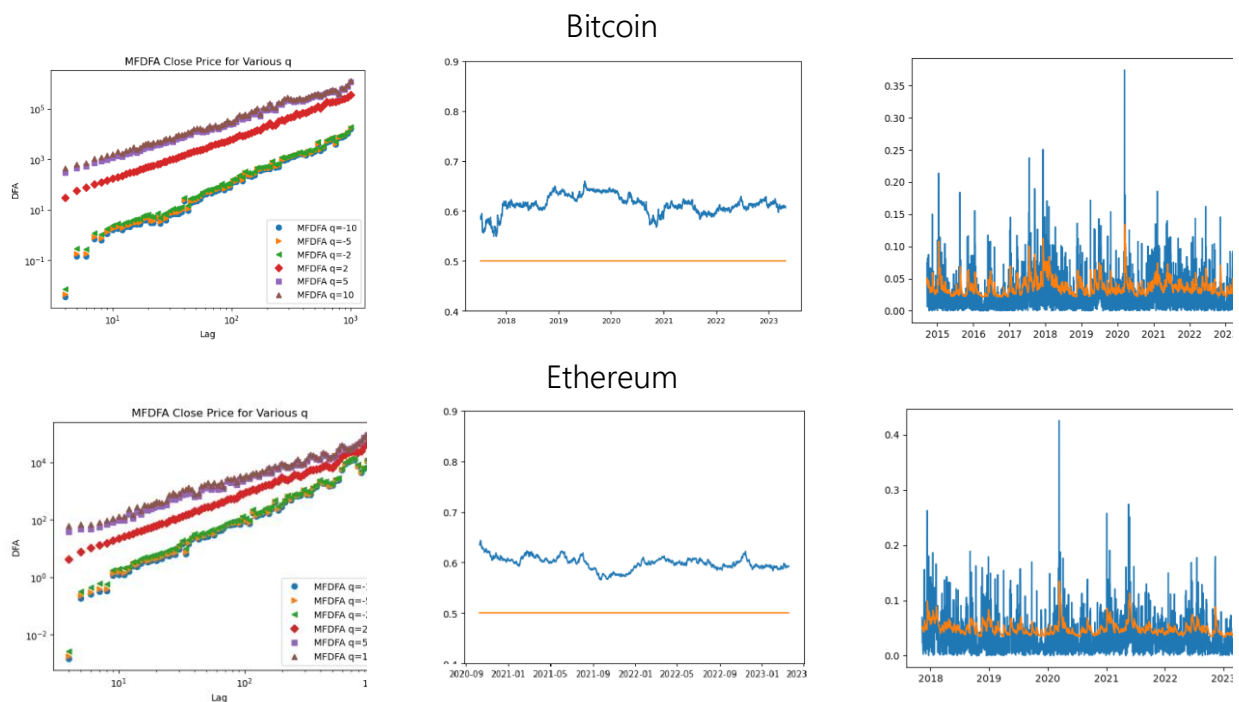 Bitcoin
MFDFA Close Price for Various q
DFA
10^5
10^3
10^1
10^-1
MFDFA q=-10
MFDFA q=-5
MFDFA q=-2
MFDFA q=2
MFDFA q=5
MFDFA q=10
10^1 10^2 10^3
Lag
0.9
0.8
0.7
0.6
0.5
0.4
2018 2019 2020 2021 2022 2023
0.35
0.30
0.25
0.20
0.15
0.10
0.05
0.00
2015 2016 2017 2018 2019 2020 2021 2022 2023
Ethereum
MFDFA Close Price for Various q
DFA
10^4
10^2
10^0
10^-2
MFDFA q=-
MFDFA q=-
MFDFA q=-
MFDFA q=2
MFDFA q=5
MFDFA q=1
10^1 10^2 1
Lag
0.9
0.8
0.7
0.6
0.5
0.4
2020-09 2021-01 2021-05 2021-09 2022-01 2022-05 2022-09 2023-01 2023
0.4
0.3
0.2
0.1
0.0
2018 2019 2020 2021 2022 2023